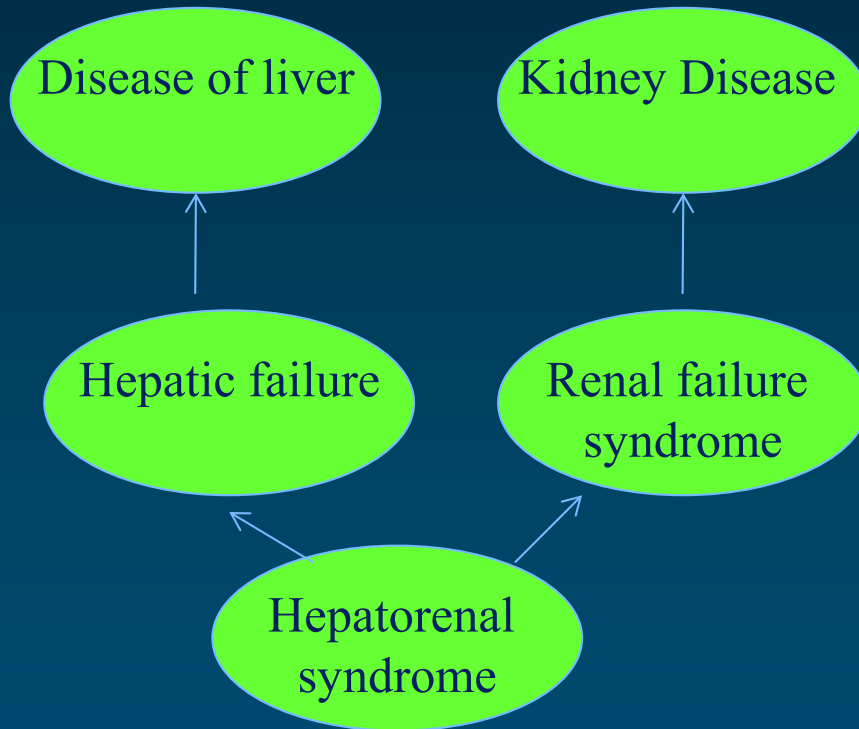 Disease of liver
Kidney Disease
Hepatic failure
Renal failure
syndrome
Hepatorenal
syndrome